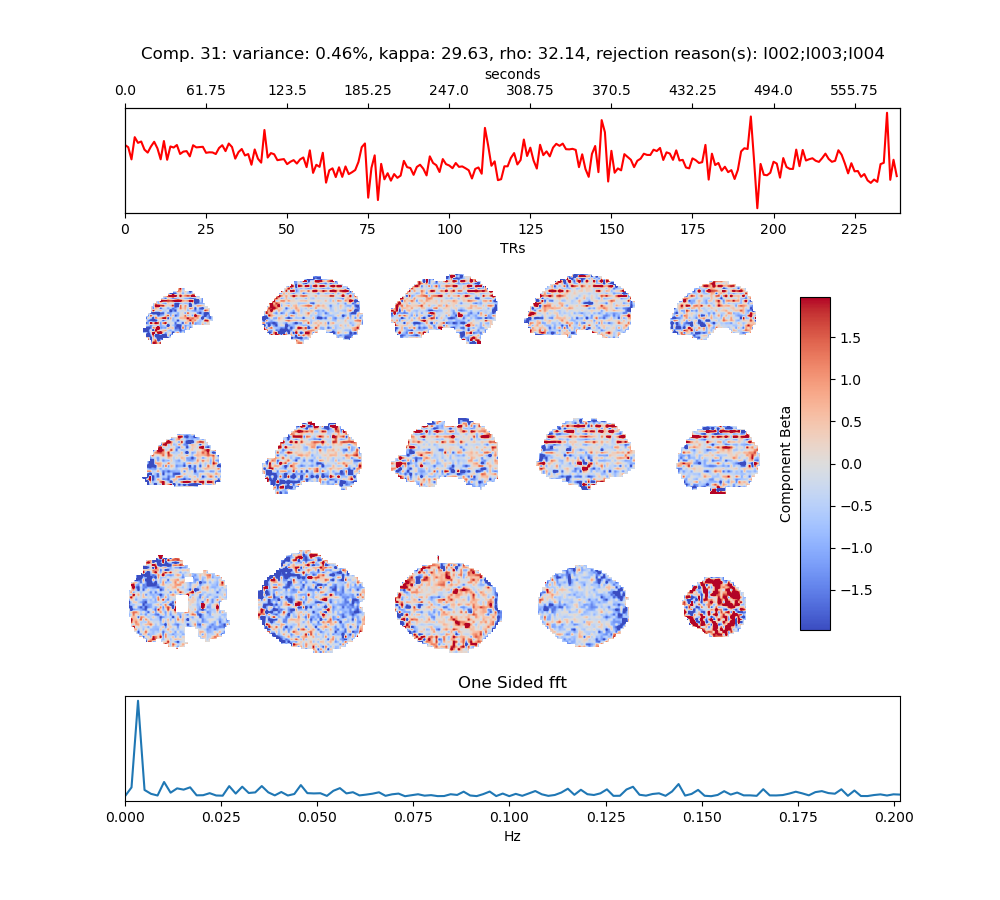 Comp. 31: variance: 0.46%, kappa: 29.63, rho: 32.14, rejection reason(s): I002;I003;I004
seconds
0.0 61.75 123.5 185.25 247.0 308.75 370.5 432.25 494.0 555.75
0 25 50 75 100 125 150 175 200 225
TRs
1.5
1.0
0.5
0.0
−0.5
−1.0
−1.5
Component Beta
One Sided fft
0.000 0.025 0.050 0.075 0.100 0.125 0.150 0.175 0.200
Hz